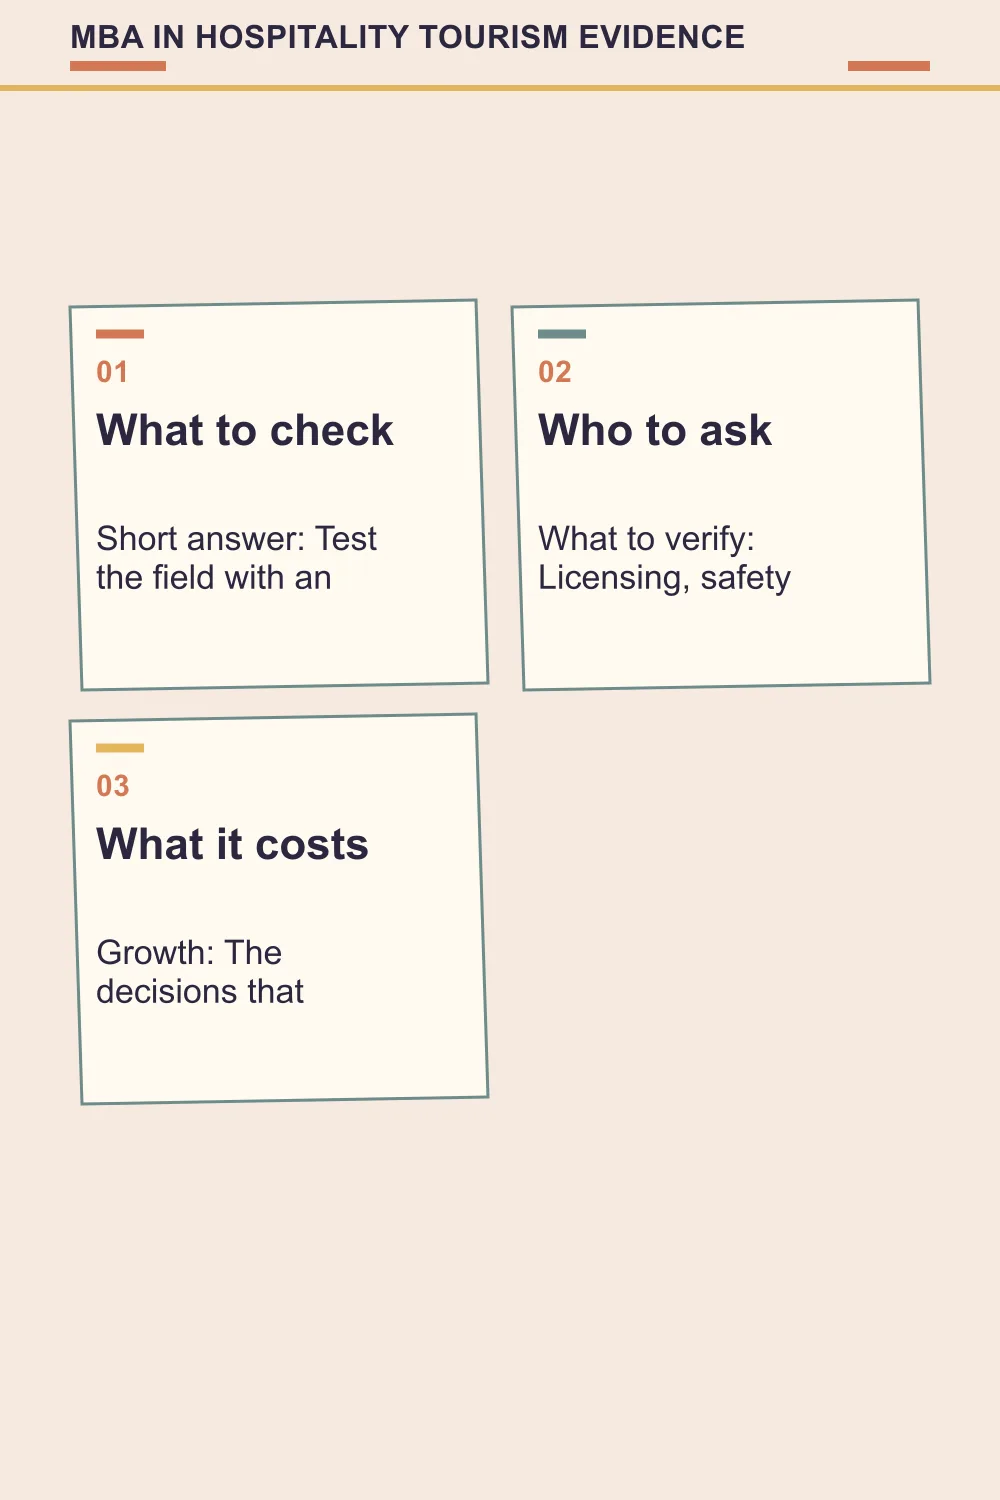 MBA IN HOSPITALITY TOURISM EVIDENCE
01
What to check
Short answer: Test
the field with an
02
Who to ask
What to verify:
Licensing, safety
03
What it costs
Growth: The
decisions that